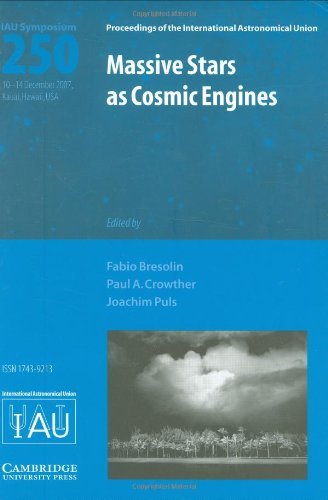 IAU Symposium
250
10–14 December 2007,
Kauai, Hawaii, USA
Proceedings of the International Astronomical Union
Massive Stars
as Cosmic Engines
Edited by
Fabio Bresolin
Paul A. Crowther
Joachim Puls
ISSN 1743-9213
International Astronomical Union
IAU
CAMBRIDGE
UNIVERSITY PRESS